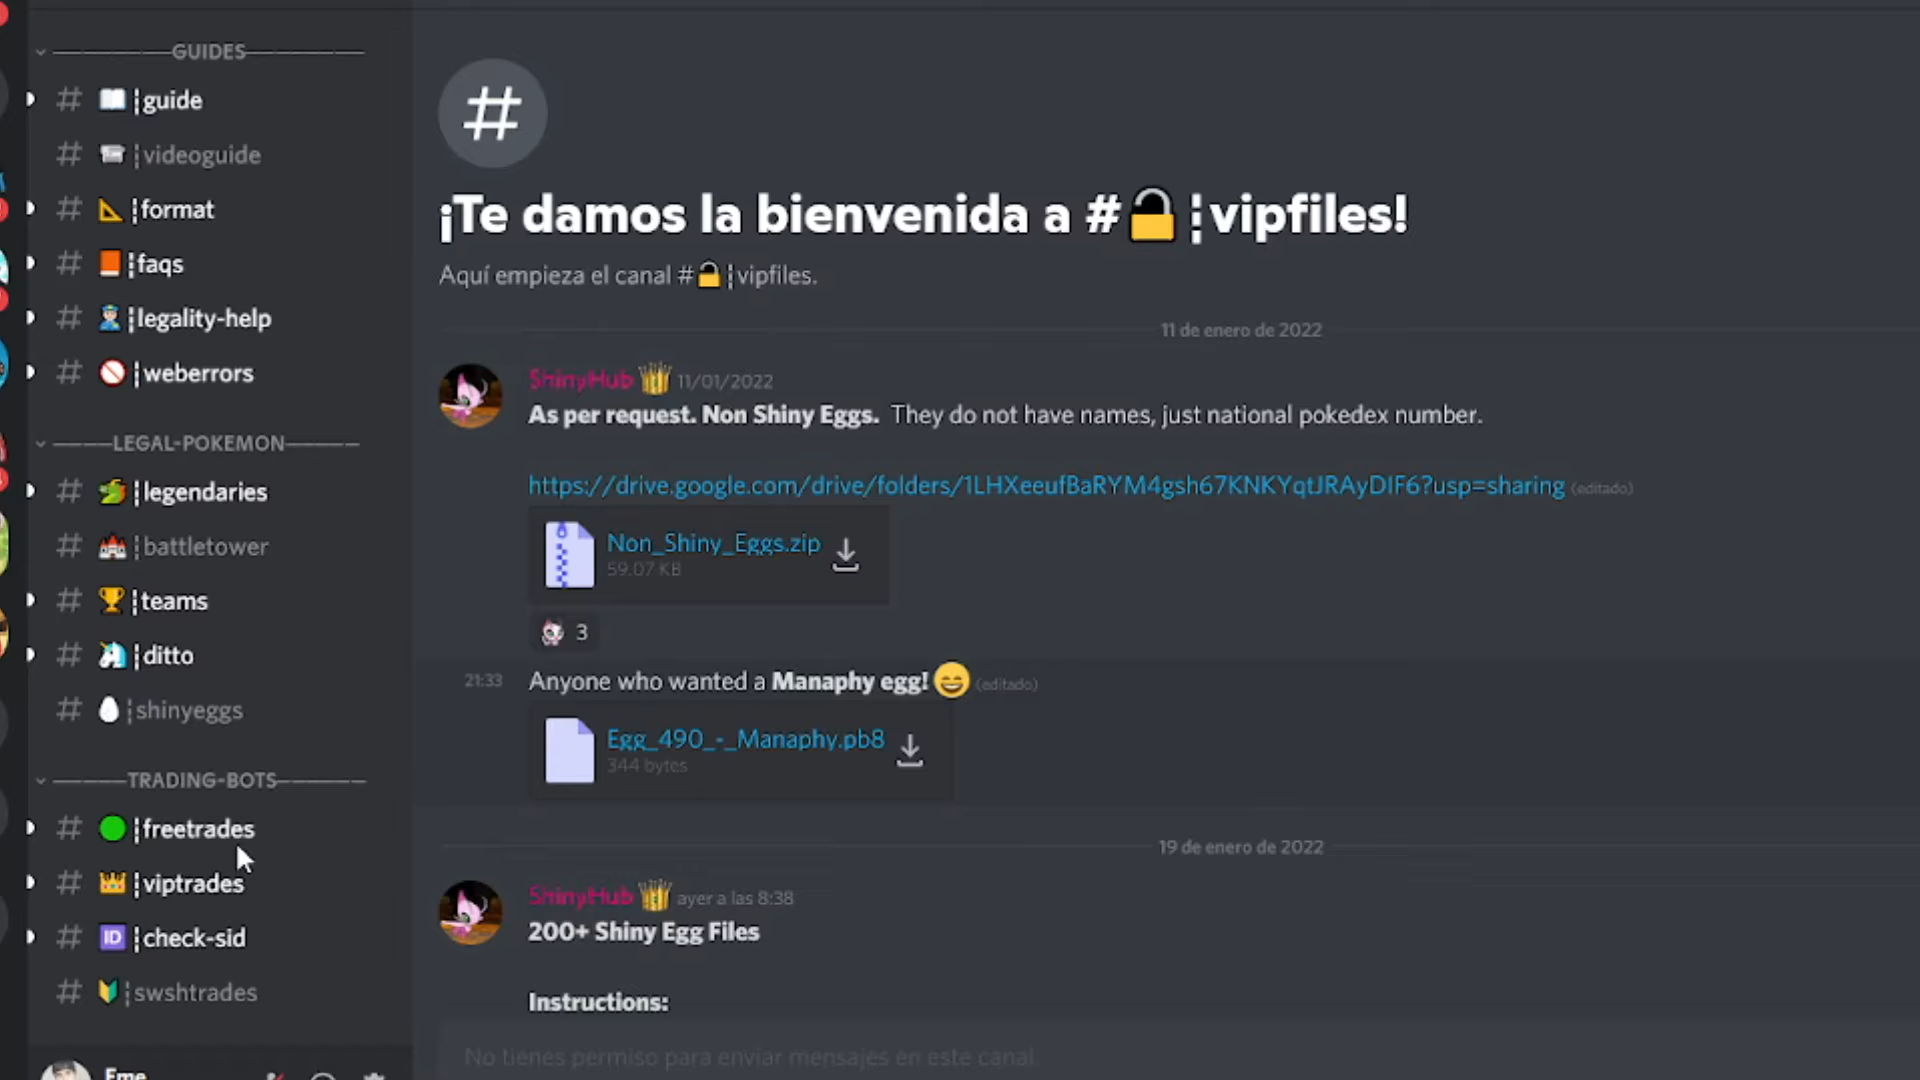 GUIDES
guide
videoguide
format
faqs
legality-help
weberrors
LEGAL-POKEMON
legendaries
battletower
teams
ditto
shinyeggs
TRADING-BOTS
freetrades
viptrades
ID check-sid
swshtrades
Eme
¡Te damos la bienvenida a #🔒¦vipfiles!
Aquí empieza el canal #🔒¦vipfiles.
11 de enero de 2022
ShinyHub 11/01/2022
As per request. Non Shiny Eggs. They do not have names, just national pokedex number.
https://drive.google.com/drive/folders/1LHXeeufBaRYM4gsh67KNKYqtJRAyDIF6?usp=sharing (editado)
Non_Shiny_Eggs.zip
59.07 KB
3
21:33 Anyone who wanted a Manaphy egg! 😄 (editado)
Egg_490_-_Manaphy.pb8
344 bytes
19 de enero de 2022
ShinyHub ayer a las 8:38
200+ Shiny Egg Files
Instructions:
No tienes permiso para enviar mensajes en este canal.